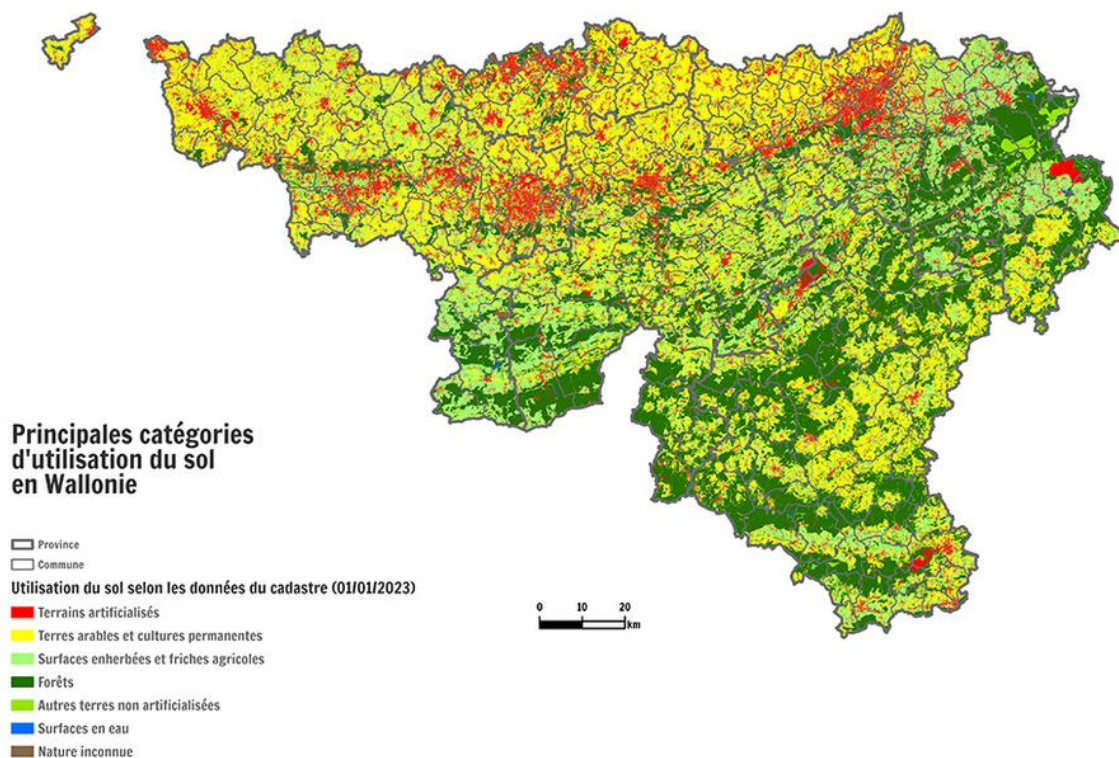 Principales catégories
d'utilisation du sol
en Wallonie
Province
Commune
Utilisation du sol selon les données du cadastre (01/01/2023)
Terrains artificialisés
Terres arables et cultures permanentes
Surfaces enherbées et friches agricoles
Forêts
Autres terres non artificialisées
Surfaces en eau
Nature inconnue
0 10 20
km